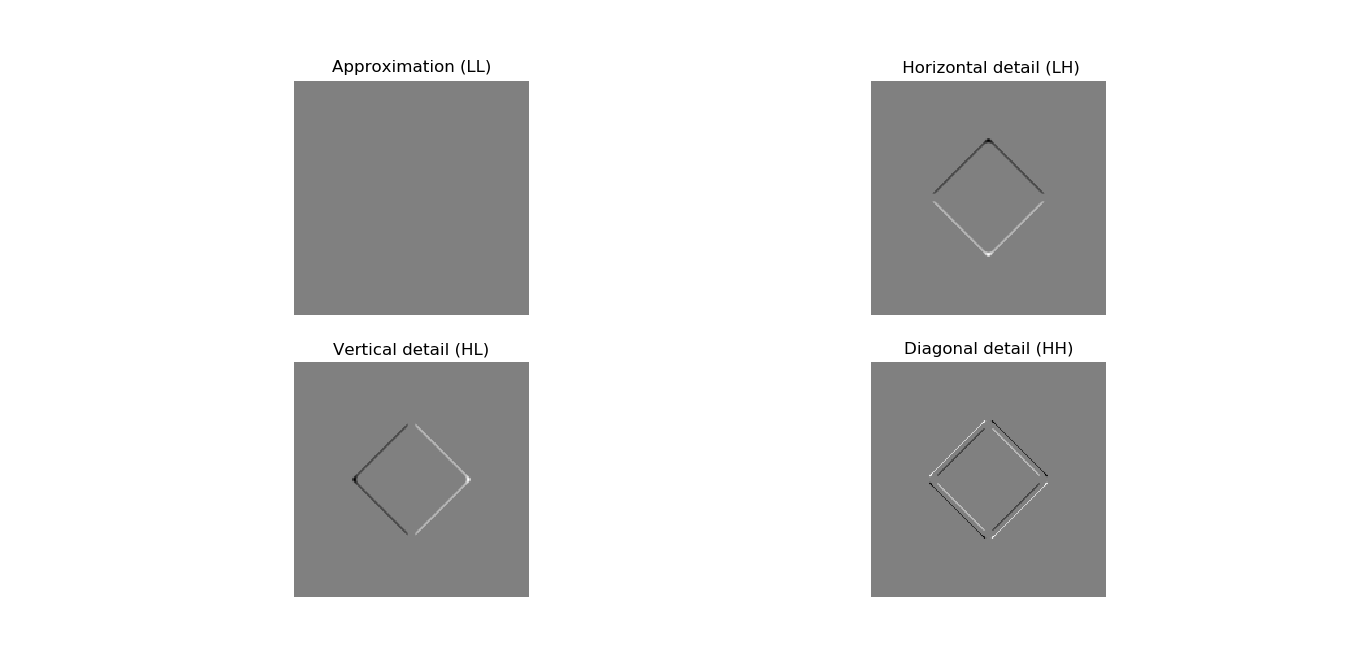 Approximation (LL)
Horizontal detail (LH)
Vertical detail (HL)
Diagonal detail (HH)